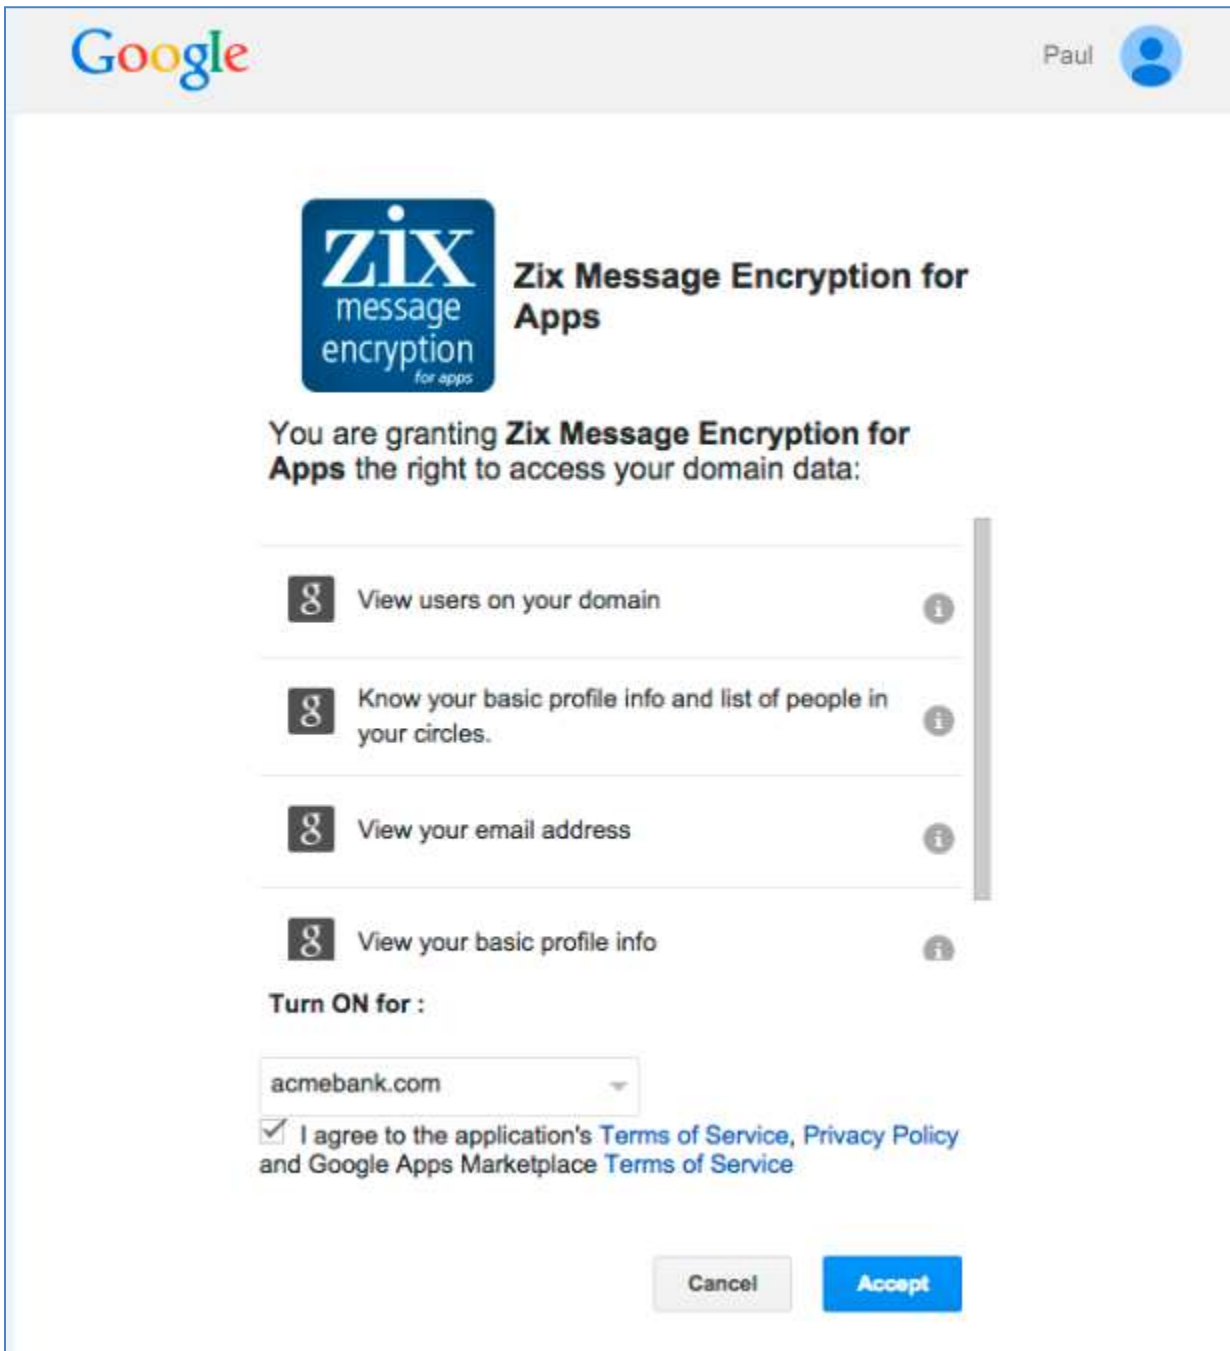 Google
Paul
zix
message
encryption
for apps
Zix Message Encryption for
Apps
You are granting Zix Message Encryption for
Apps the right to access your domain data:
g View users on your domain i
g Know your basic profile info and list of people in
your circles. i
g View your email address i
g View your basic profile info i
Turn ON for :
acmebank.com
I agree to the application's Terms of Service, Privacy Policy
and Google Apps Marketplace Terms of Service
Cancel
Accept